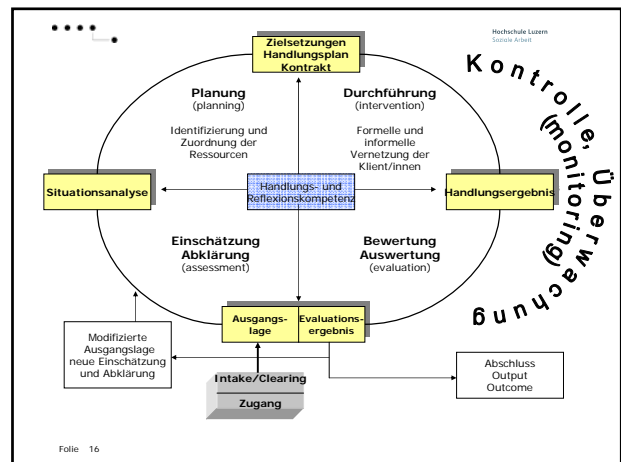 Hochschule Luzern
Soziale Arbeit
Zielsetzungen
Handlungsplan
Kontrakt
Kontrolle, Überwachung
(monitoring)
Planung
(planning)
Identifizierung und
Zuordnung der
Ressourcen
Durchführung
(intervention)
Formelle und
informelle
Vernetzung der
Klient/innen
Situationsanalyse
Handlungs- und
Reflexionskompetenz
Handlungsergebnis
Einschätzung
Abklärung
(assessment)
Bewertung
Auswertung
(evaluation)
Ausgangs-
lage
Evaluations-
ergebnis
Modifizierte
Ausgangslage
neue Einschätzung
und Abklärung
Intake/Clearing
Zugang
Abschluss
Output
Outcome
Folie 16